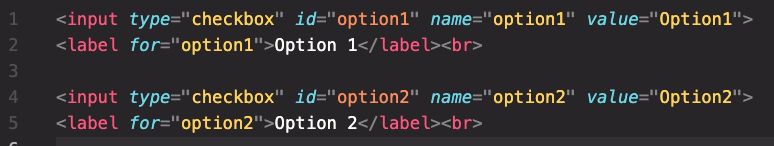 1 <input type="checkbox" id="option1" name="option1" value="Option1">
2 <label for="option1">Option 1</label><br>
3
4 <input type="checkbox" id="option2" name="option2" value="Option2">
5 <label for="option2">Option 2</label><br>